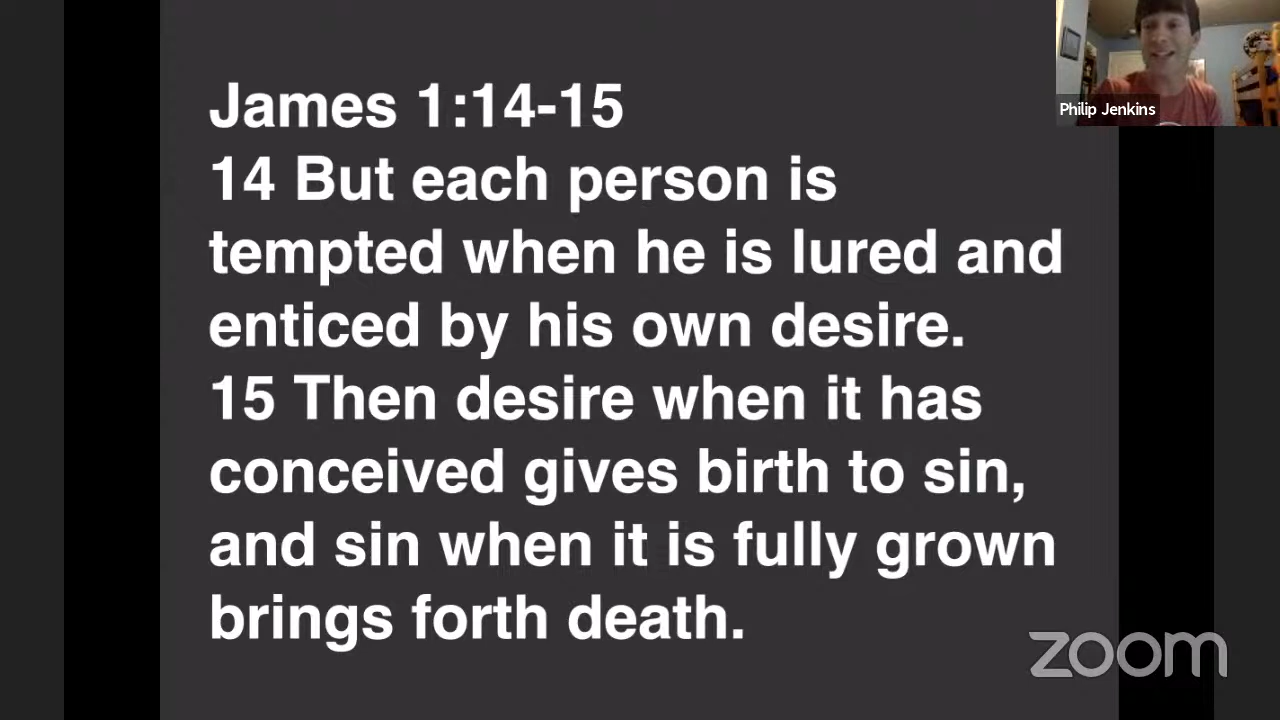 James 1:14-15
14 But each person is
tempted when he is lured and
enticed by his own desire.
15 Then desire when it has
conceived gives birth to sin,
and sin when it is fully grown
brings forth death.
Philip Jenkins
zoom